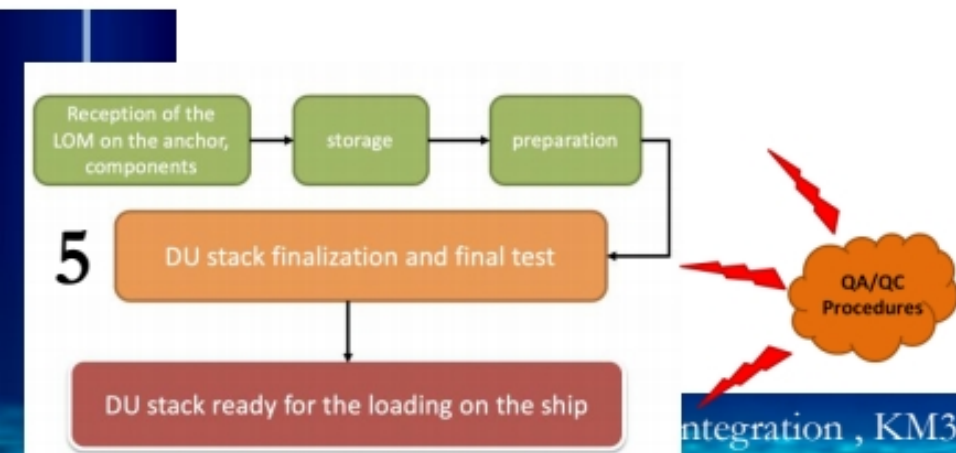 Reception of the
LOM on the anchor,
components
storage
preparation
5
DU stack finalization and final test
QA/QC
Procedures
DU stack ready for the loading on the ship
ntegration , KM3